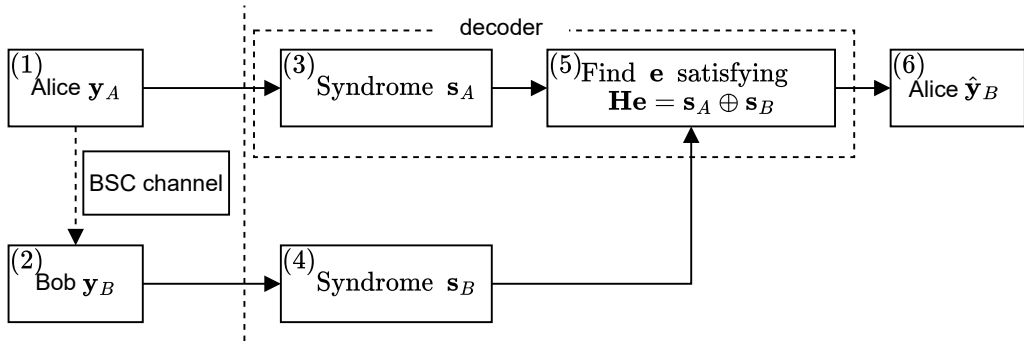 decoder
(1)
Alice y_A
(3)
Syndrome s_A
(5)
Find e satisfying
He = s_A ⊕ s_B
(6)
Alice ŷ_B
BSC channel
(2)
Bob y_B
(4)
Syndrome s_B